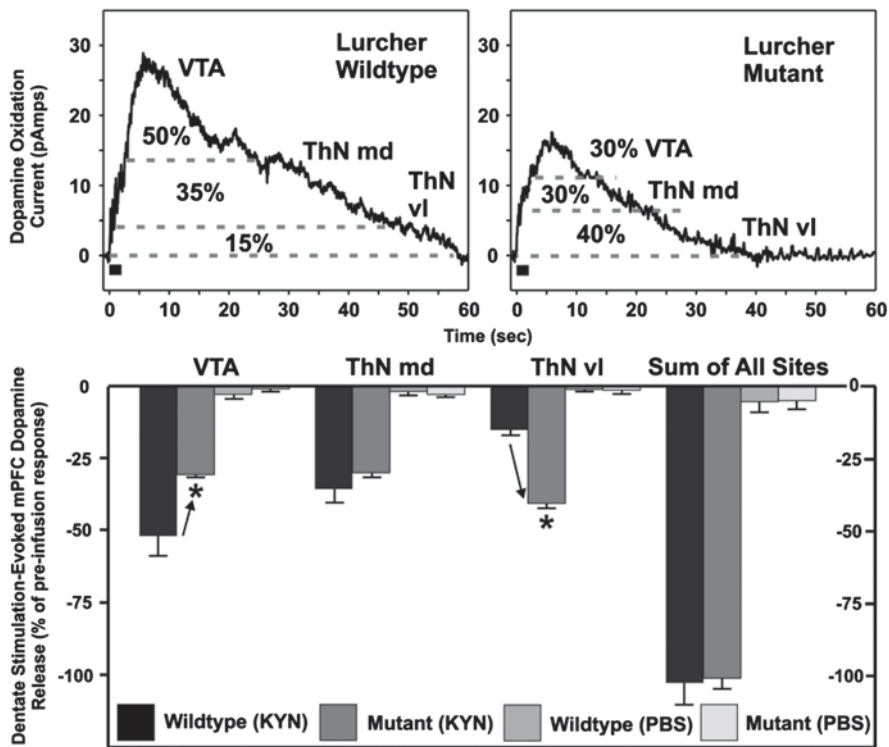 Dopamine Oxidation
Current (pAmps)
30
20
10
0
VTA
Lurcher
Wildtype
50%
ThN md
35%
ThN
vl
15%
0 10 20 30 40 50 60
30
20
10
0
Lurcher
Mutant
30% VTA
30%
ThN md
40%
ThN vl
0 10 20 30 40 50 60
Time (sec)
VTA ThN md ThN vl Sum of All Sites
Dentate Stimulation-Evoked mPFC Dopamine
Release (% of pre-infusion response)
0
-25
-50
-75
-100
*
*
0
-25
-50
-75
-100
Wildtype (KYN) Mutant (KYN) Wildtype (PBS) Mutant (PBS)